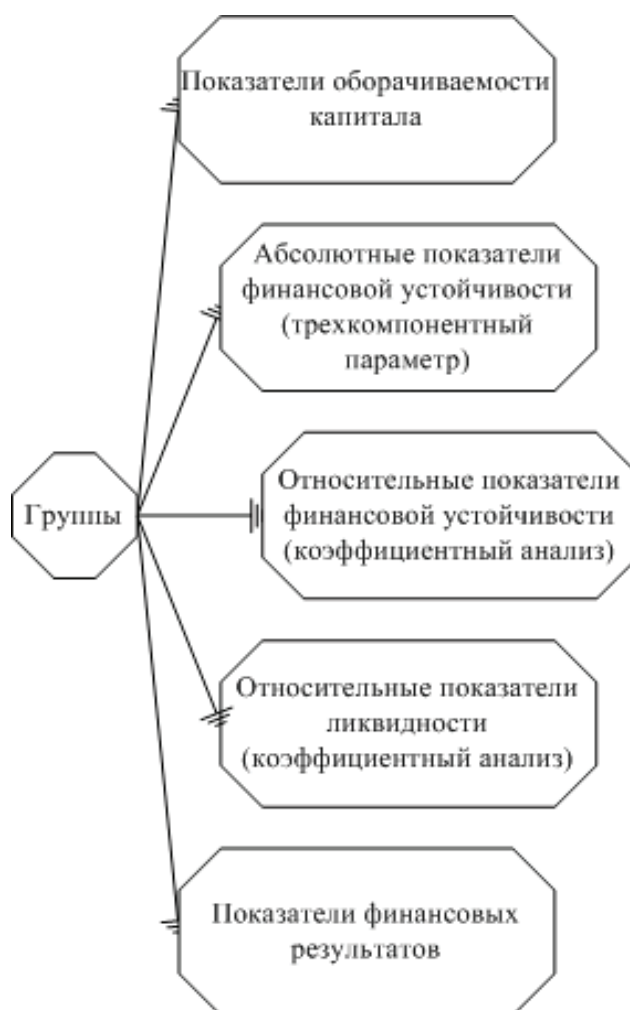 Показатели оборачиваемости
капитала
Абсолютные показатели
финансовой устойчивости
(трехкомпонентный
параметр)
Группы
Относительные показатели
финансовой устойчивости
(коэффициентный анализ)
Относительные показатели
ликвидности
(коэффициентный анализ)
Показатели финансовых
результатов